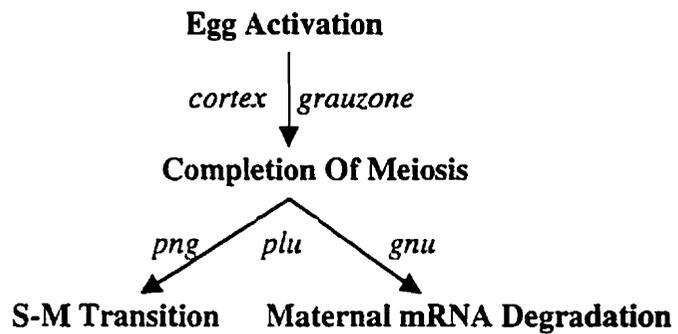 Egg Activation
cortex grauzone
Completion Of Meiosis
png plu gnu
S-M Transition Maternal mRNA Degradation